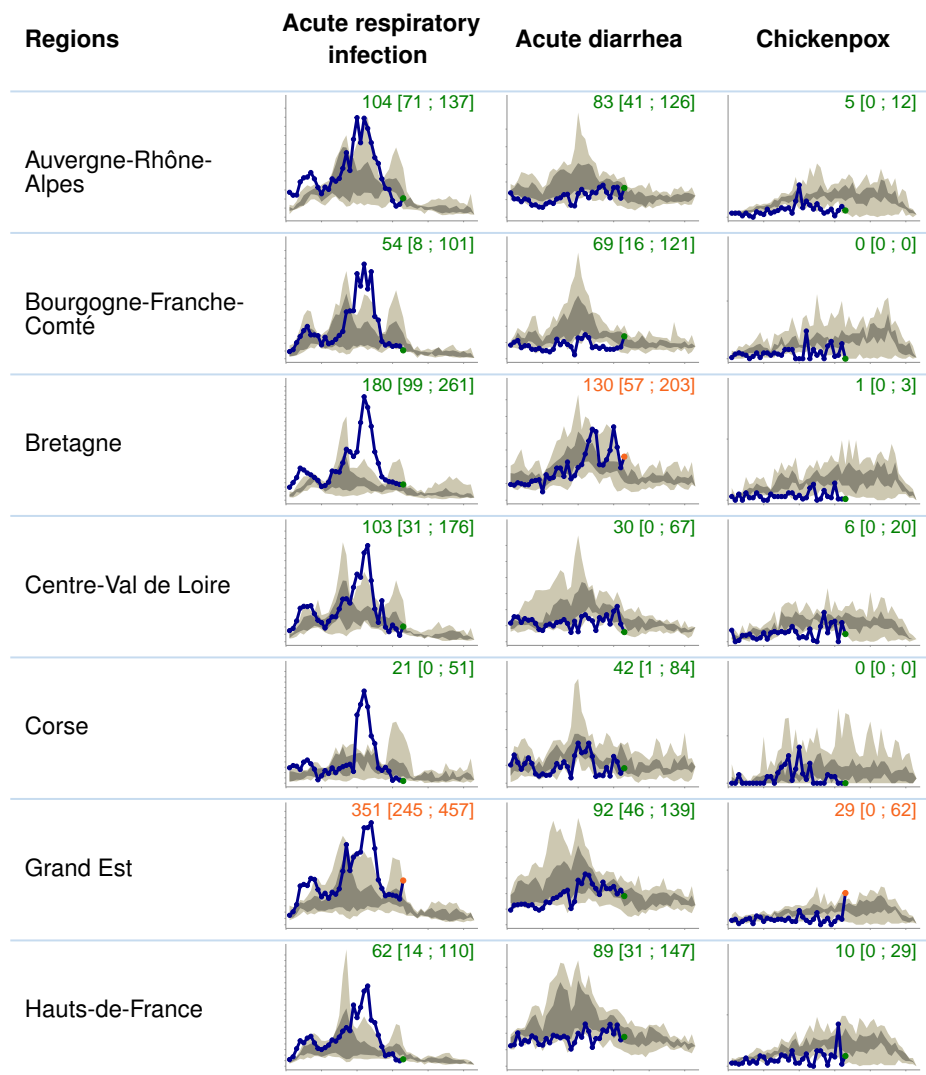 Regions
Acute respiratory
infection
Acute diarrhea
Chickenpox
Auvergne-Rhône-
Alpes
104 [71 ; 137]
83 [41 ; 126]
5 [0 ; 12]
Bourgogne-Franche-
Comté
54 [8 ; 101]
69 [16 ; 121]
0 [0 ; 0]
Bretagne
180 [99 ; 261]
130 [57 ; 203]
1 [0 ; 3]
Centre-Val de Loire
103 [31 ; 176]
30 [0 ; 67]
6 [0 ; 20]
Corse
21 [0 ; 51]
42 [1 ; 84]
0 [0 ; 0]
Grand Est
351 [245 ; 457]
92 [46 ; 139]
29 [0 ; 62]
Hauts-de-France
62 [14 ; 110]
89 [31 ; 147]
10 [0 ; 29]